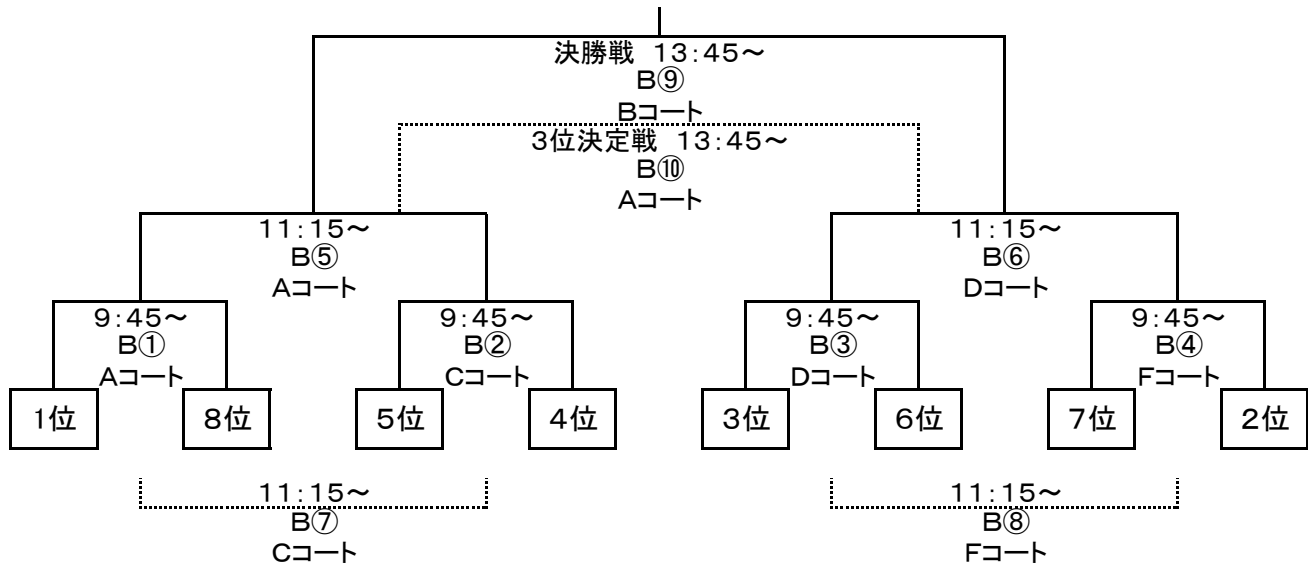 決勝戦 13:45～
B⑨
Bコート
3位決定戦 13:45～
B⑩
Aコート
11:15～
B⑤
Aコート
11:15～
B⑥
Dコート
9:45～
B①
Aコート
9:45～
B②
Cコート
9:45～
B③
Dコート
9:45～
B④
Fコート
1位
8位
5位
4位
3位
6位
7位
2位
11:15～
B⑦
Cコート
11:15～
B⑧
Fコート